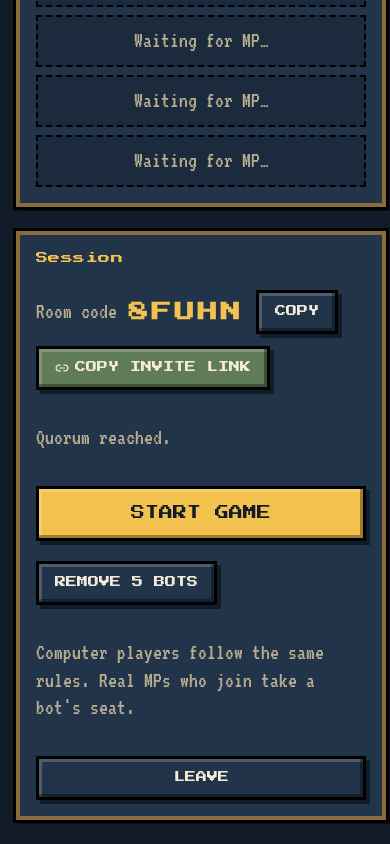 Waiting for MP…
Waiting for MP…
Waiting for MP…
Session
Room code &FUHN COPY
COPY INVITE LINK
Quorum reached.
START GAME
REMOVE 5 BOTS
Computer players follow the same
rules. Real MPs who join take a
bot's seat.
LEAVE